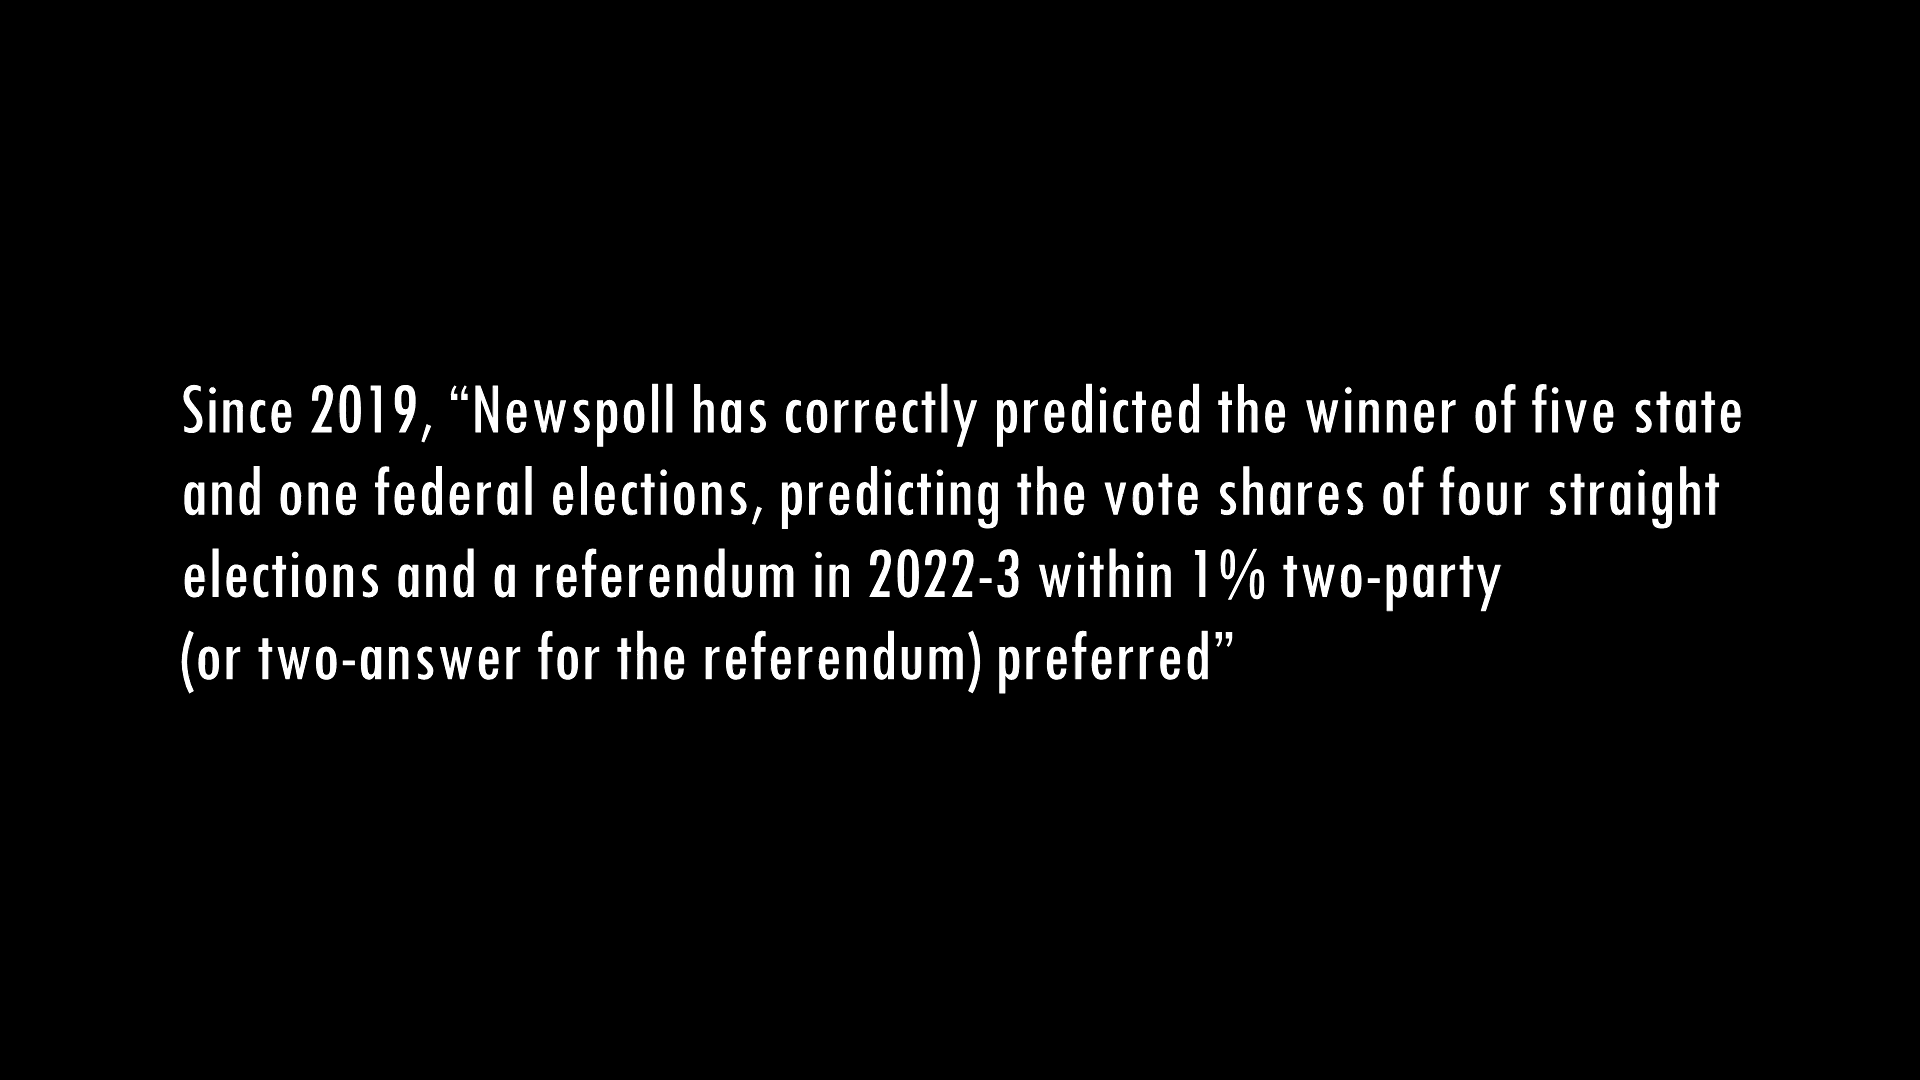 Since 2019, “Newspoll has correctly predicted the winner of five state
and one federal elections, predicting the vote shares of four straight
elections and a referendum in 2022-3 within 1% two-party
(or two-answer for the referendum) preferred”